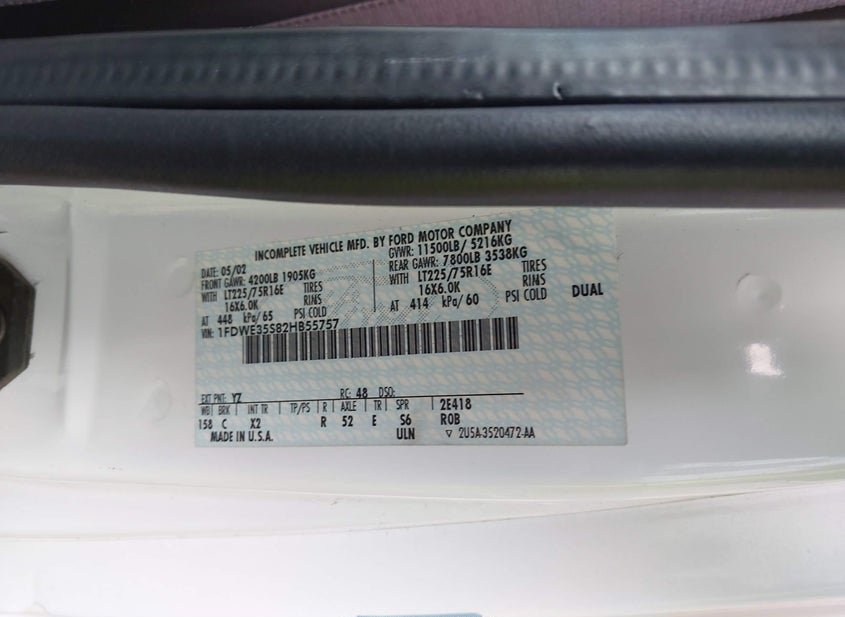 INCOMPLETE VEHICLE MFD. BY FORD MOTOR COMPANY
DATE: 05/02 GVWR: 11500LB/ 5216KG
FRONT GAWR: 4200LB 1905KG REAR GAWR: 7800LB 3538KG
WITH LT225/75R16E TIRES WITH LT225/75R16E TIRES
16X6.0K RINS 16X6.0K RINS
AT 448 kPa/65 PSI COLD AT 414 kPa/60 PSI COLD DUAL
VIN: 1FDWE35S82HB55757
EXT PNT: YZ RC: 48 DSO:
WB BRK INT TR TP/PS R AXLE TR SPR 2E418
158 C X2 R 52 E S6 ROB
MADE IN U.S.A. ULN ▽ 2U5A-3520472-AA